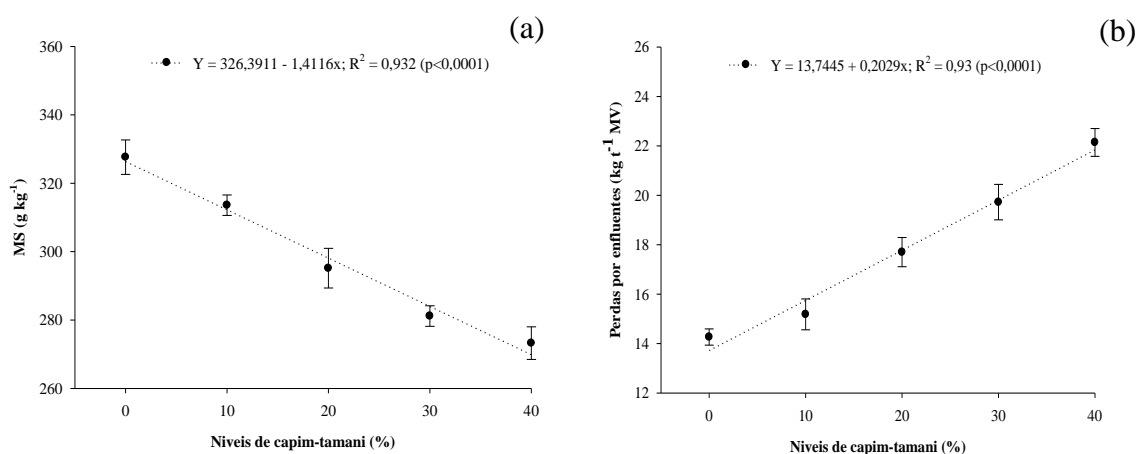 (a)
Y = 326,3911 - 1,4116x; R² = 0,932 (p<0,0001)
MS (g kg⁻¹)
360
340
320
300
280
260
0 10 20 30 40
Niveis de capim-tamani (%)
(b)
Y = 13,7445 + 0,2029x; R² = 0,93 (p<0,0001)
Perdas por enfluentes (kg t⁻¹ MV)
26
24
22
20
18
16
14
12
0 10 20 30 40
Niveis de capim-tamani (%)